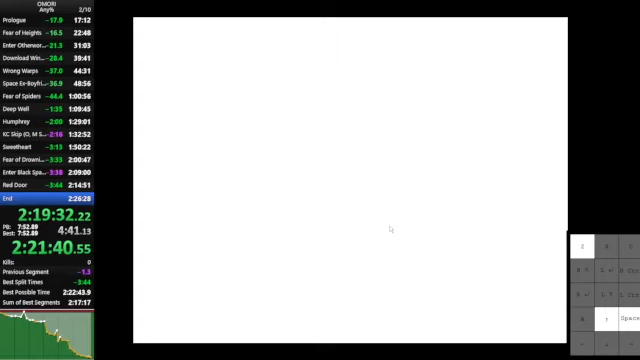 OMORI
Any% 2/10
Prologue -17.9 17:12
Fear of Heights -16.5 22:48
Enter Otherwor... -21.3 31:03
Download Win... -28.4 39:41
Wrong Warps -37.0 44:31
Space Ex-Boyfri... -36.9 48:56
Fear of Spiders -44.4 1:00:56
Deep Well -1:35 1:09:45
Humphrey -2:00 1:29:01
KC Skip (O, M S... -2:16 1:32:52
Sweetheart -3:13 1:50:22
Fear of Drowni... -3:33 2:00:47
Enter Black Spa... -3:38 2:09:00
Red Door -3:44 2:14:51
End 2:26:28
2:19:32.22
PB: 7:52.89 4:41.13
Best: 7:52.89
2:21:40.55
Kills: 0
Previous Segment -1.3
Best Split Times -3:44
Best Possible Time 2:22:43.9
Sum of Best Segments 2:17:17
Space